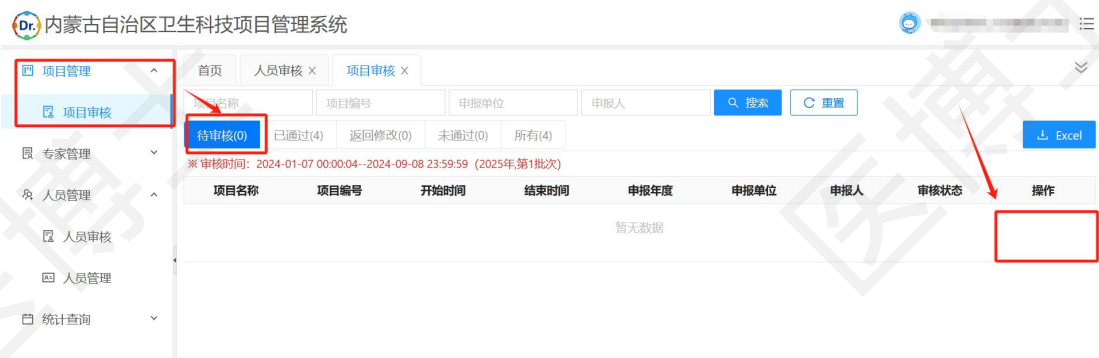 Dr. 内蒙古自治区卫生科技项目管理系统
项目管理
项目审核
专家管理
人员管理
人员审核
人员管理
统计查询
首页 人员审核 × 项目审核 ×
项目名称 项目编号 申报单位 申报人 搜索 重置
待审核(0) 已通过(4) 返回修改(0) 未通过(0) 所有(4) Excel
※ 审核时间：2024-01-07 00:00:04--2024-09-08 23:59:59 (2025年,第1批次)
项目名称 项目编号 开始时间 结束时间 申报年度 申报单位 申报人 审核状态 操作
暂无数据